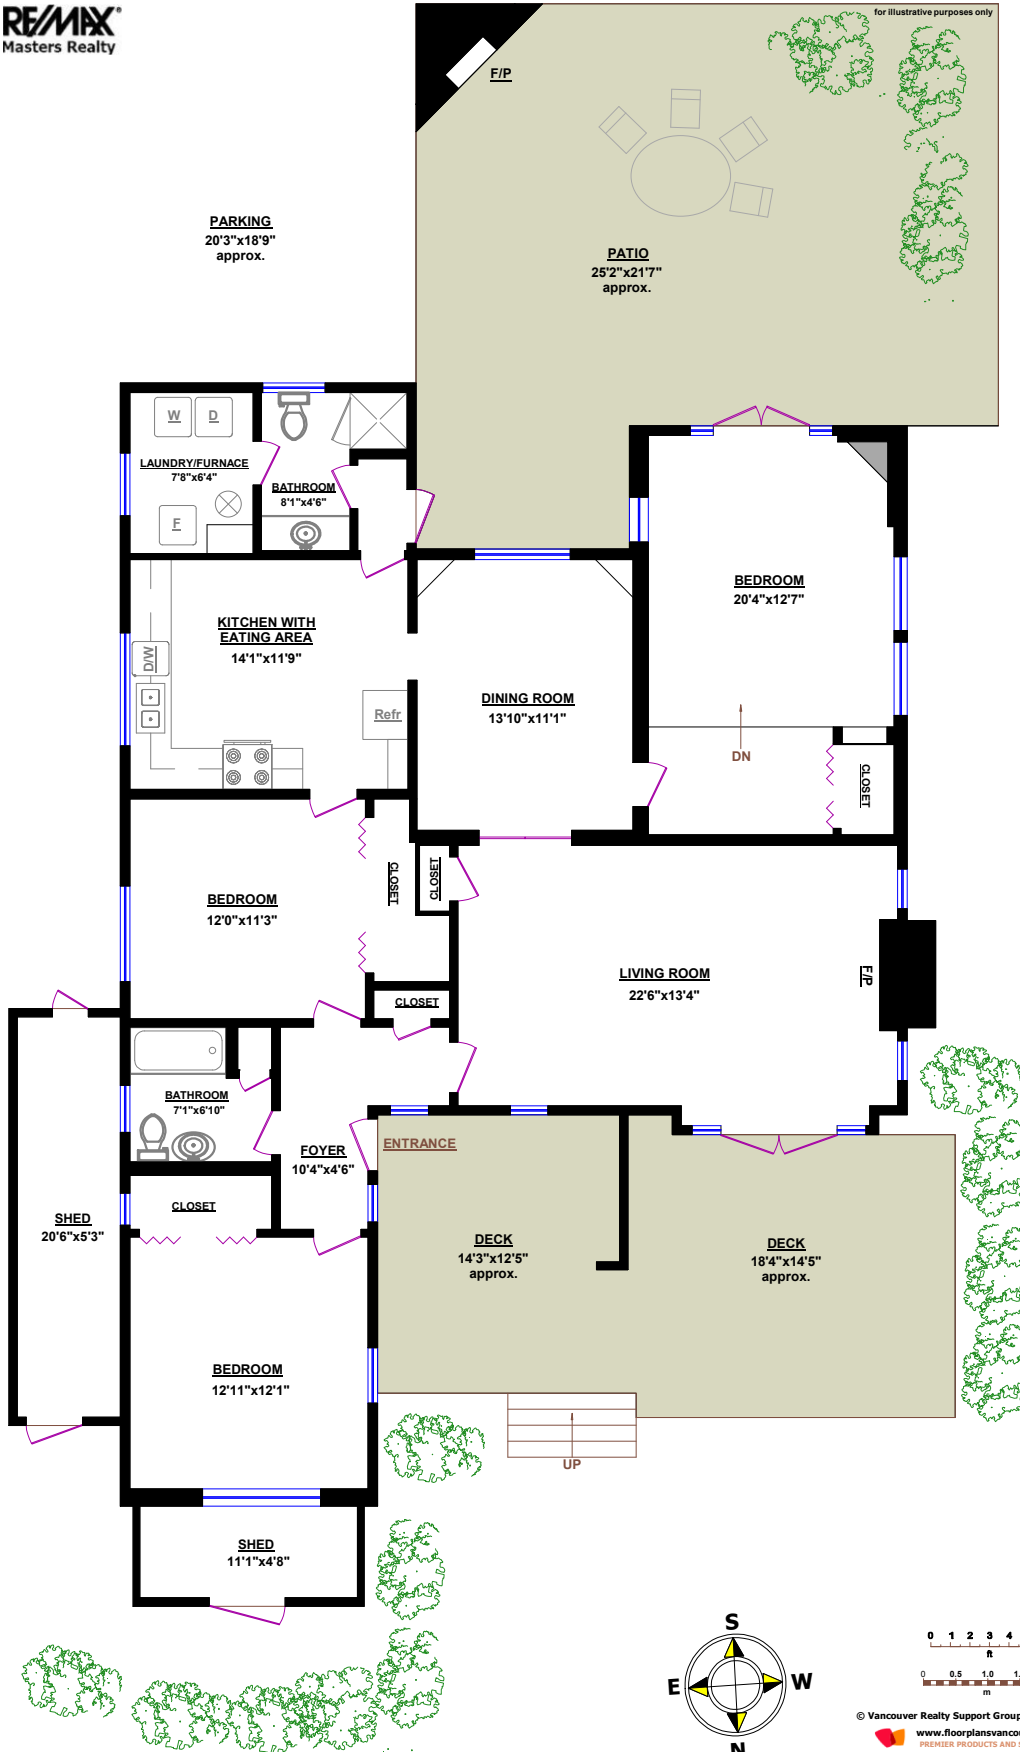 RE/MAX
Masters Realty
for illustrative purposes only
F/P
PARKING
20'3"x18'9"
approx.
PATIO
25'2"x21'7"
approx.
W
D
LAUNDRY/FURNACE
7'8"x6'4"
F
BATHROOM
8'1"x4'6"
KITCHEN WITH
EATING AREA
14'1"x11'9"
D/W
Refr
DINING ROOM
13'10"x11'1"
BEDROOM
20'4"x12'7"
DN
CLOSET
BEDROOM
12'0"x11'3"
CLOSET
CLOSET
LIVING ROOM
22'6"x13'4"
F/P
CLOSET
BATHROOM
7'1"x6'10"
FOYER
10'4"x4'6"
ENTRANCE
CLOSET
SHED
20'6"x5'3"
DECK
14'3"x12'5"
approx.
DECK
18'4"x14'5"
approx.
BEDROOM
12'11"x12'1"
UP
SHED
11'1"x4'8"
S
E
W
N
0 1 2 3 4
ft
0 0.5 1.0 1.
m
© Vancouver Realty Support Group
www.floorplansvancou
PREMIER PRODUCTS AND S